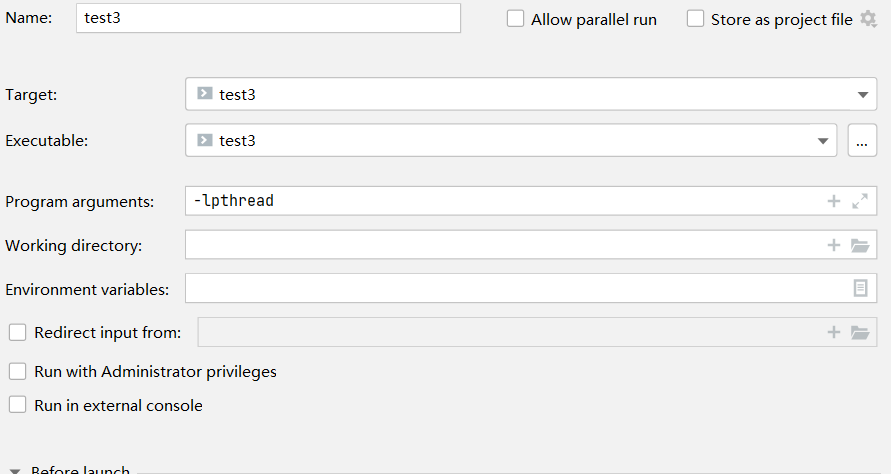 Name: test3 Allow parallel run Store as project file
Target: test3
Executable: test3 ...
Program arguments: -lpthread
Working directory:
Environment variables:
Redirect input from:
Run with Administrator privileges
Run in external console
Before launch